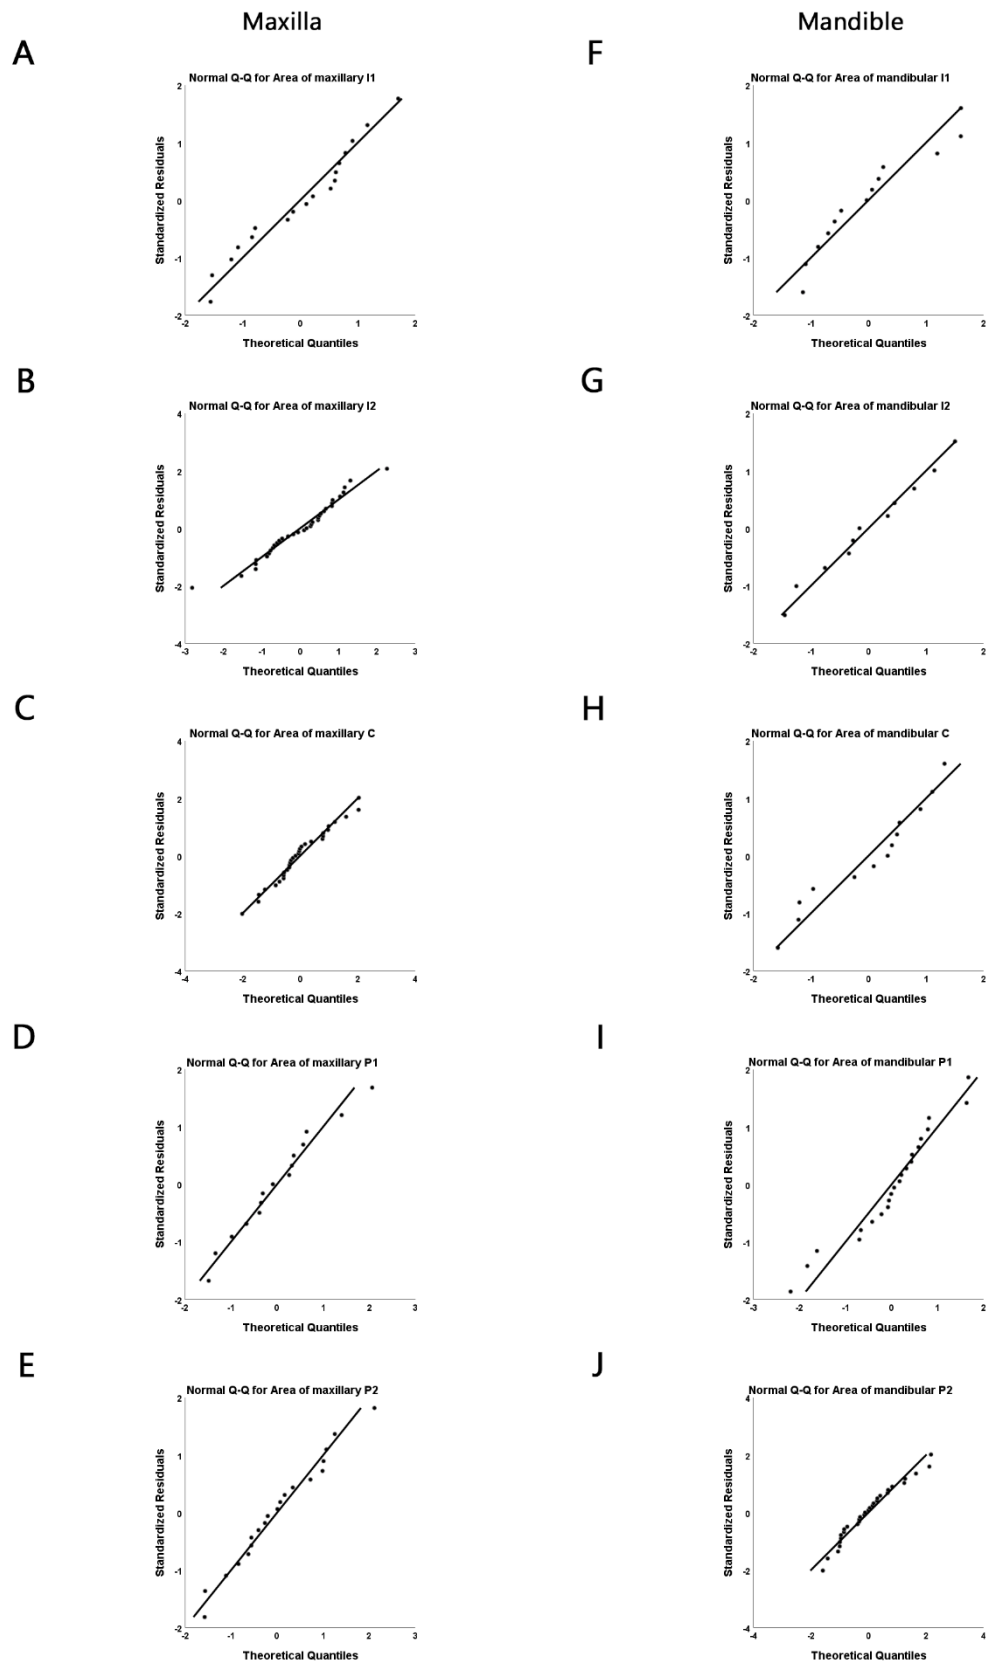 Maxilla
Mandible
A
Normal Q-Q for Area of maxillary I1
Standardized Residuals
2
1
0
-1
-2
-2 -1 0 1 2
Theoretical Quantiles
F
Normal Q-Q for Area of mandibular I1
Standardized Residuals
2
1
0
-1
-2
-2 -1 0 1 2
Theoretical Quantiles
B
Normal Q-Q for Area of maxillary I2
Standardized Residuals
4
2
0
-2
-4
-3 -2 -1 0 1 2 3
Theoretical Quantiles
G
Normal Q-Q for Area of mandibular I2
Standardized Residuals
2
1
0
-1
-2
-2 -1 0 1 2
Theoretical Quantiles
C
Normal Q-Q for Area of maxillary C
Standardized Residuals
4
2
0
-2
-4
-4 -2 0 2 4
Theoretical Quantiles
H
Normal Q-Q for Area of mandibular C
Standardized Residuals
2
1
0
-1
-2
-2 -1 0 1 2
Theoretical Quantiles
D
Normal Q-Q for Area of maxillary P1
Standardized Residuals
2
1
0
-1
-2
-2 -1 0 1 2 3
Theoretical Quantiles
I
Normal Q-Q for Area of mandibular P1
Standardized Residuals
2
1
0
-1
-2
-3 -2 -1 0 1 2
Theoretical Quantiles
E
Normal Q-Q for Area of maxillary P2
Standardized Residuals
2
1
0
-1
-2
-2 -1 0 1 2 3
Theoretical Quantiles
J
Normal Q-Q for Area of mandibular P2
Standardized Residuals
4
2
0
-2
-4
-4 -2 0 2 4
Theoretical Quantiles